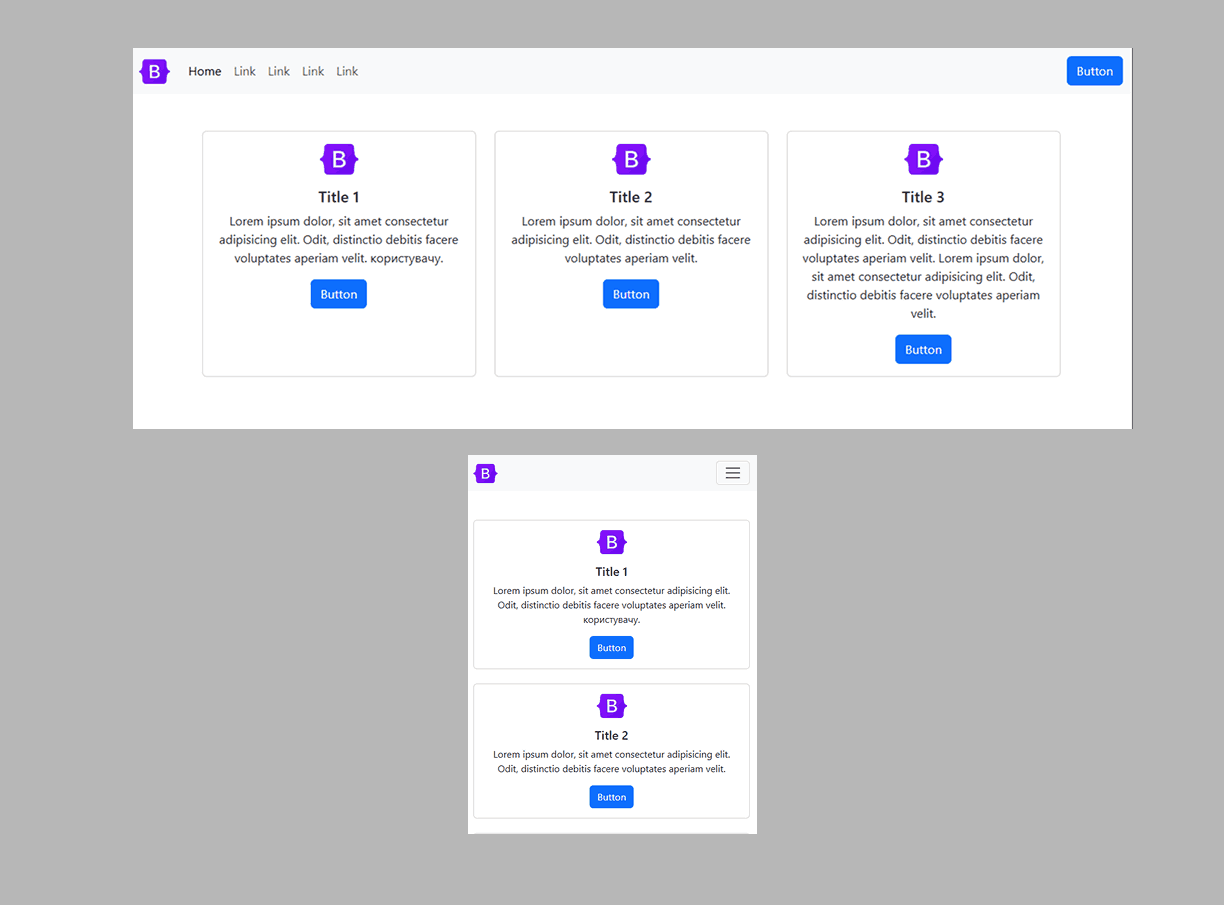 B Home Link Link Link Link Button
B
Title 1
Lorem ipsum dolor, sit amet consectetur
adipisicing elit. Odit, distinctio debitis facere
voluptates aperiam velit. користувачу.
Button
B
Title 2
Lorem ipsum dolor, sit amet consectetur
adipisicing elit. Odit, distinctio debitis facere
voluptates aperiam velit.
Button
B
Title 3
Lorem ipsum dolor, sit amet consectetur
adipisicing elit. Odit, distinctio debitis facere
voluptates aperiam velit. Lorem ipsum dolor,
sit amet consectetur adipisicing elit. Odit,
distinctio debitis facere voluptates aperiam
velit.
Button
B
B
Title 1
Lorem ipsum dolor, sit amet consectetur adipisicing elit.
Odit, distinctio debitis facere voluptates aperiam velit.
користувачу.
Button
B
Title 2
Lorem ipsum dolor, sit amet consectetur adipisicing elit.
Odit, distinctio debitis facere voluptates aperiam velit.
Button